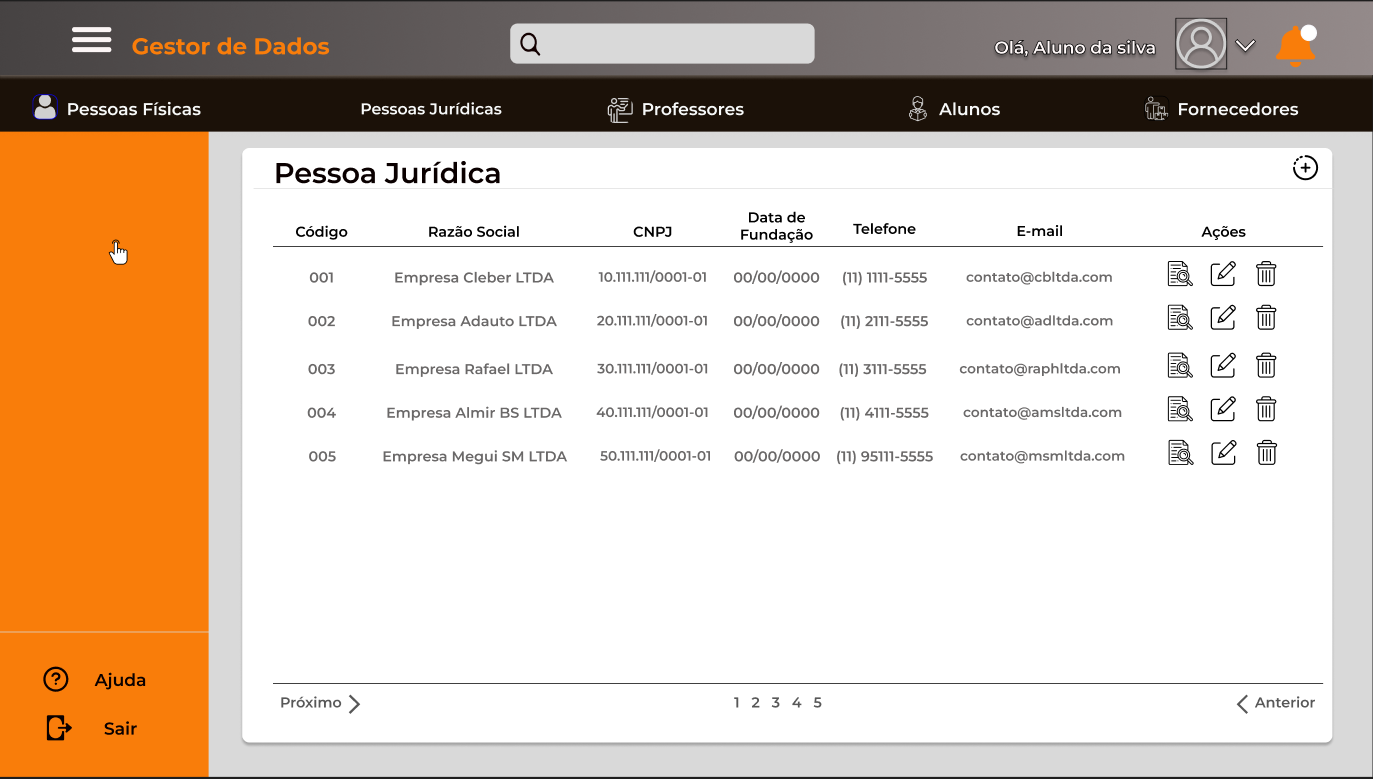 Gestor de Dados
Olá, Aluno da silva
Pessoas Físicas Pessoas Jurídicas Professores Alunos Fornecedores
Pessoa Jurídica
Código Razão Social CNPJ Data de Fundação Telefone E-mail Ações
001 Empresa Cleber LTDA 10.111.111/0001-01 00/00/0000 (11) 1111-5555 contato@cbltda.com
002 Empresa Adauto LTDA 20.111.111/0001-01 00/00/0000 (11) 2111-5555 contato@adltda.com
003 Empresa Rafael LTDA 30.111.111/0001-01 00/00/0000 (11) 3111-5555 contato@raphltda.com
004 Empresa Almir BS LTDA 40.111.111/0001-01 00/00/0000 (11) 4111-5555 contato@amsltda.com
005 Empresa Megui SM LTDA 50.111.111/0001-01 00/00/0000 (11) 95111-5555 contato@msmltda.com
Próximo 1 2 3 4 5 Anterior
Ajuda
Sair